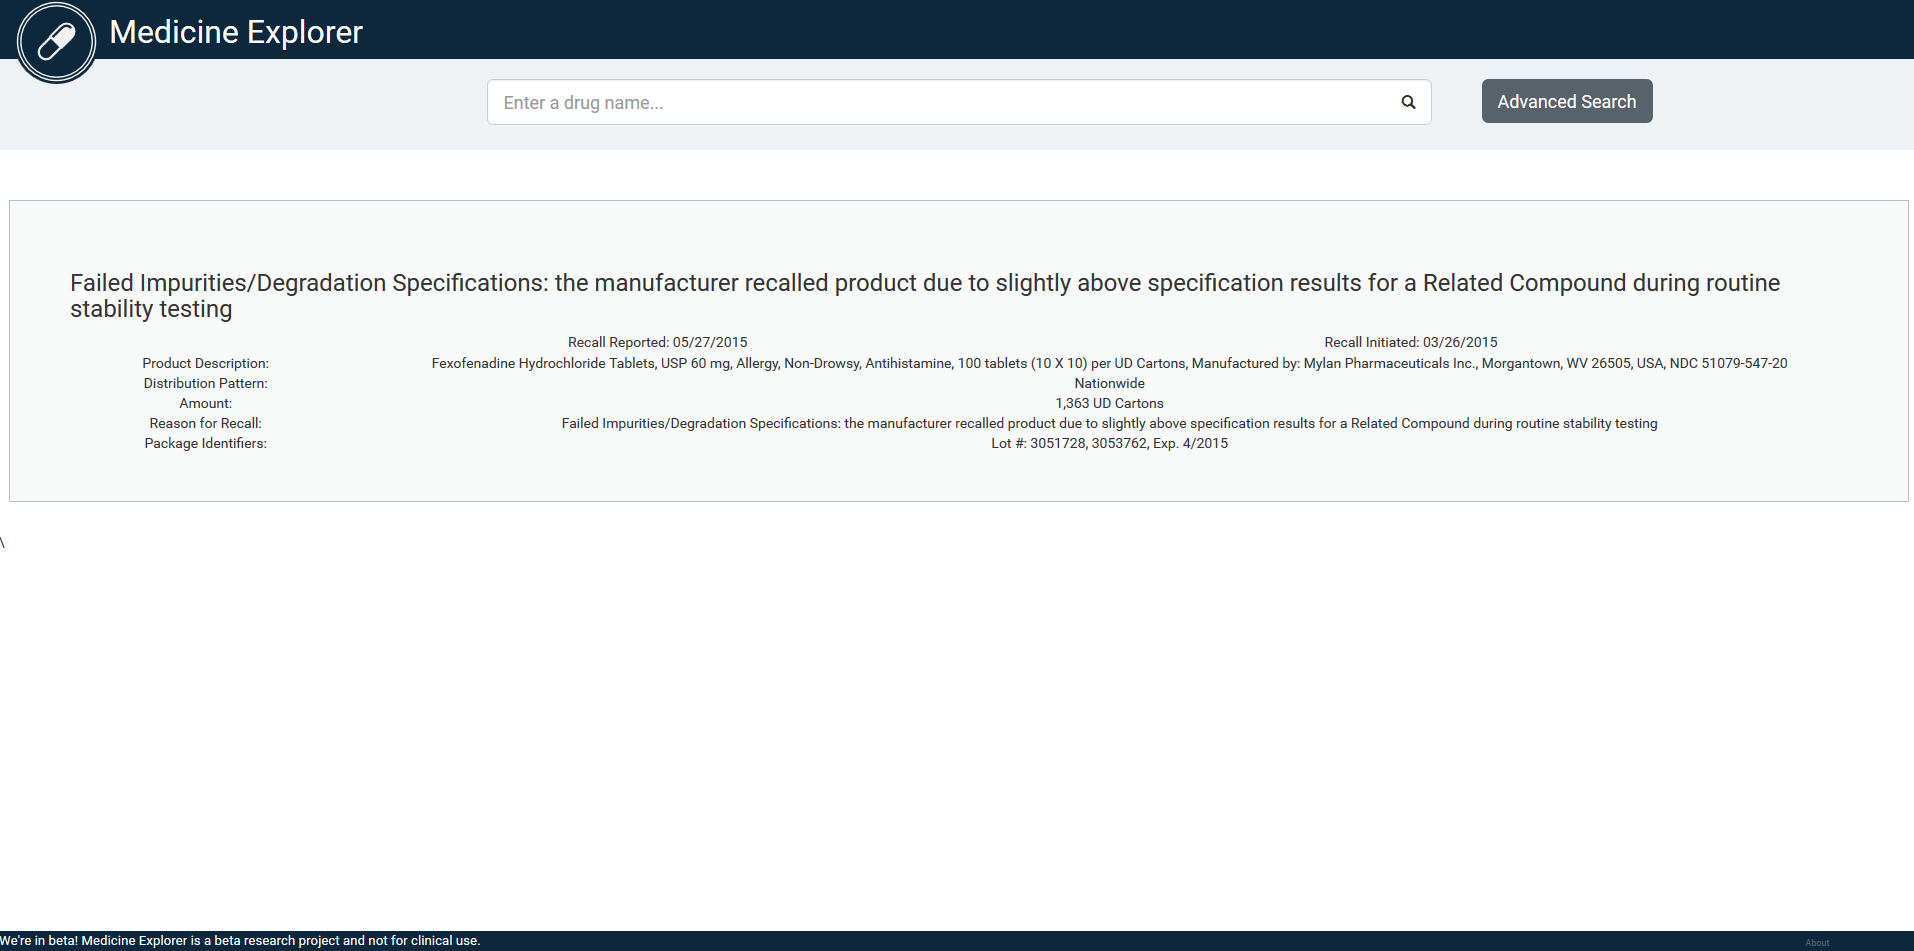 Medicine Explorer
Enter a drug name...
Advanced Search
Failed Impurities/Degradation Specifications: the manufacturer recalled product due to slightly above specification results for a Related Compound during routine
stability testing
Recall Reported: 05/27/2015 Recall Initiated: 03/26/2015
Product Description: Fexofenadine Hydrochloride Tablets, USP 60 mg, Allergy, Non-Drowsy, Antihistamine, 100 tablets (10 X 10) per UD Cartons, Manufactured by: Mylan Pharmaceuticals Inc., Morgantown, WV 26505, USA, NDC 51079-547-20
Distribution Pattern: Nationwide
Amount: 1,363 UD Cartons
Reason for Recall: Failed Impurities/Degradation Specifications: the manufacturer recalled product due to slightly above specification results for a Related Compound during routine stability testing
Package Identifiers: Lot #: 3051728, 3053762, Exp. 4/2015
\
We're in beta! Medicine Explorer is a beta research project and not for clinical use. About